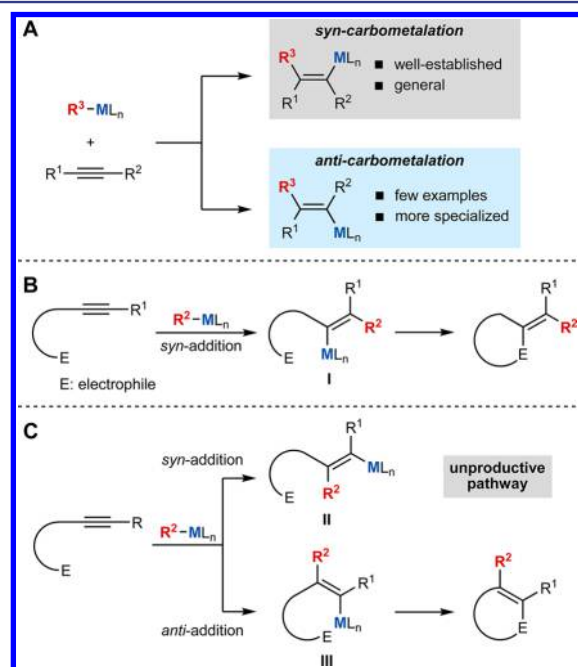 A
syn-carbometalation
R³ MLₙ
R¹ R²
■ well-established
■ general
R³–MLₙ
+
R¹ R²
anti-carbometalation
R³ R²
R¹ MLₙ
■ few examples
■ more specialized
B
R¹
E
E: electrophile
R²–MLₙ
syn-addition
R¹
R²
E
MLₙ
I
R¹
R²
E
C
R
E
R²–MLₙ
syn-addition
R¹
MLₙ
E
R²
II
unproductive
pathway
anti-addition
R²
R¹
E MLₙ
III
R²
R¹
E